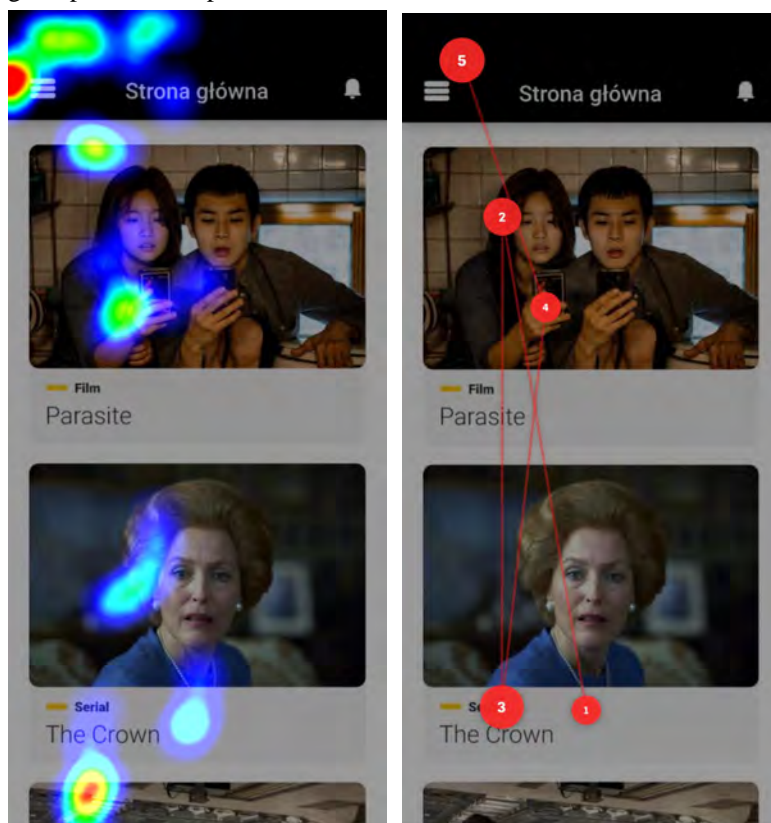 Strona główna
Film
Parasite
Serial
The Crown
5
Strona główna
2
4
Film
Parasite
3
1
The Crown